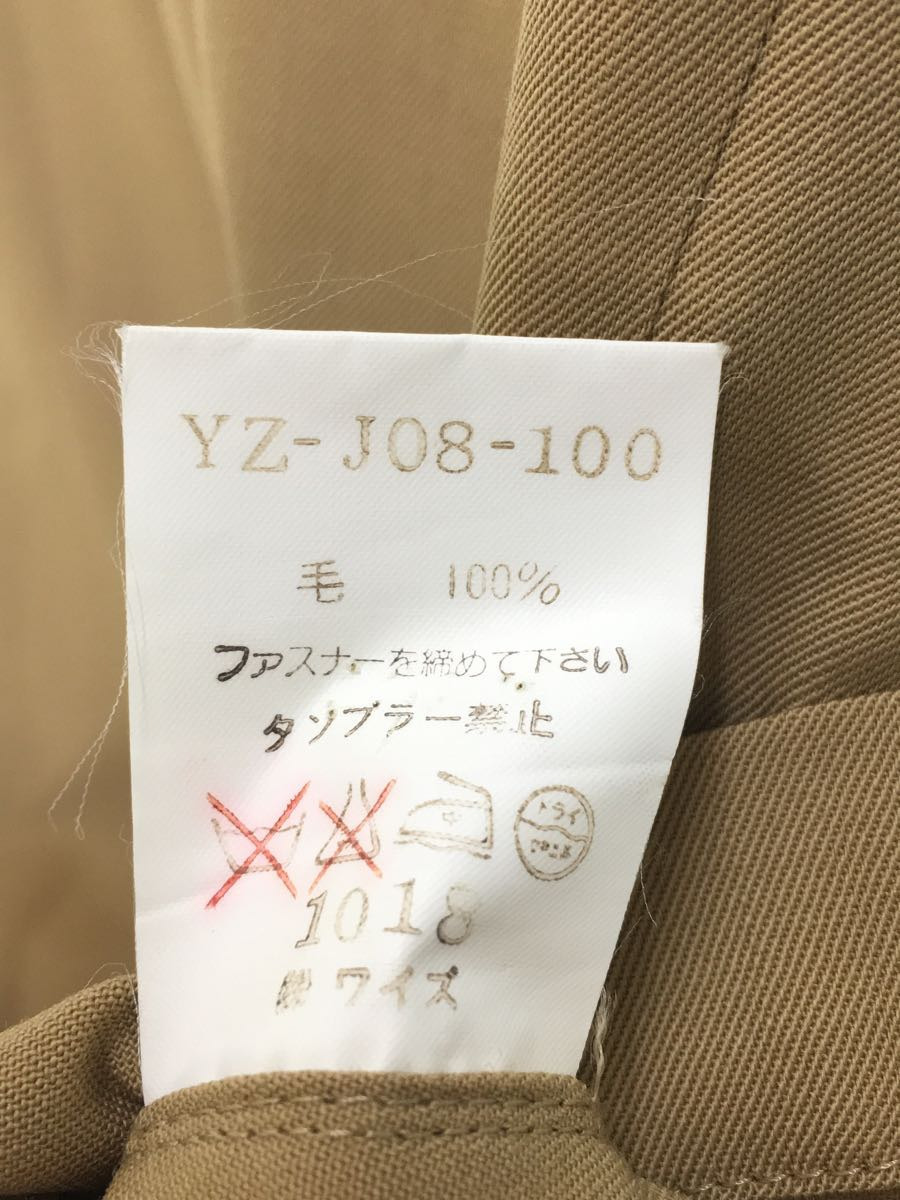 YZ-J08-100
毛 100%
ファスナーを締めて下さい
タンブラー禁止
ドライ
1018
㈱ワイズ